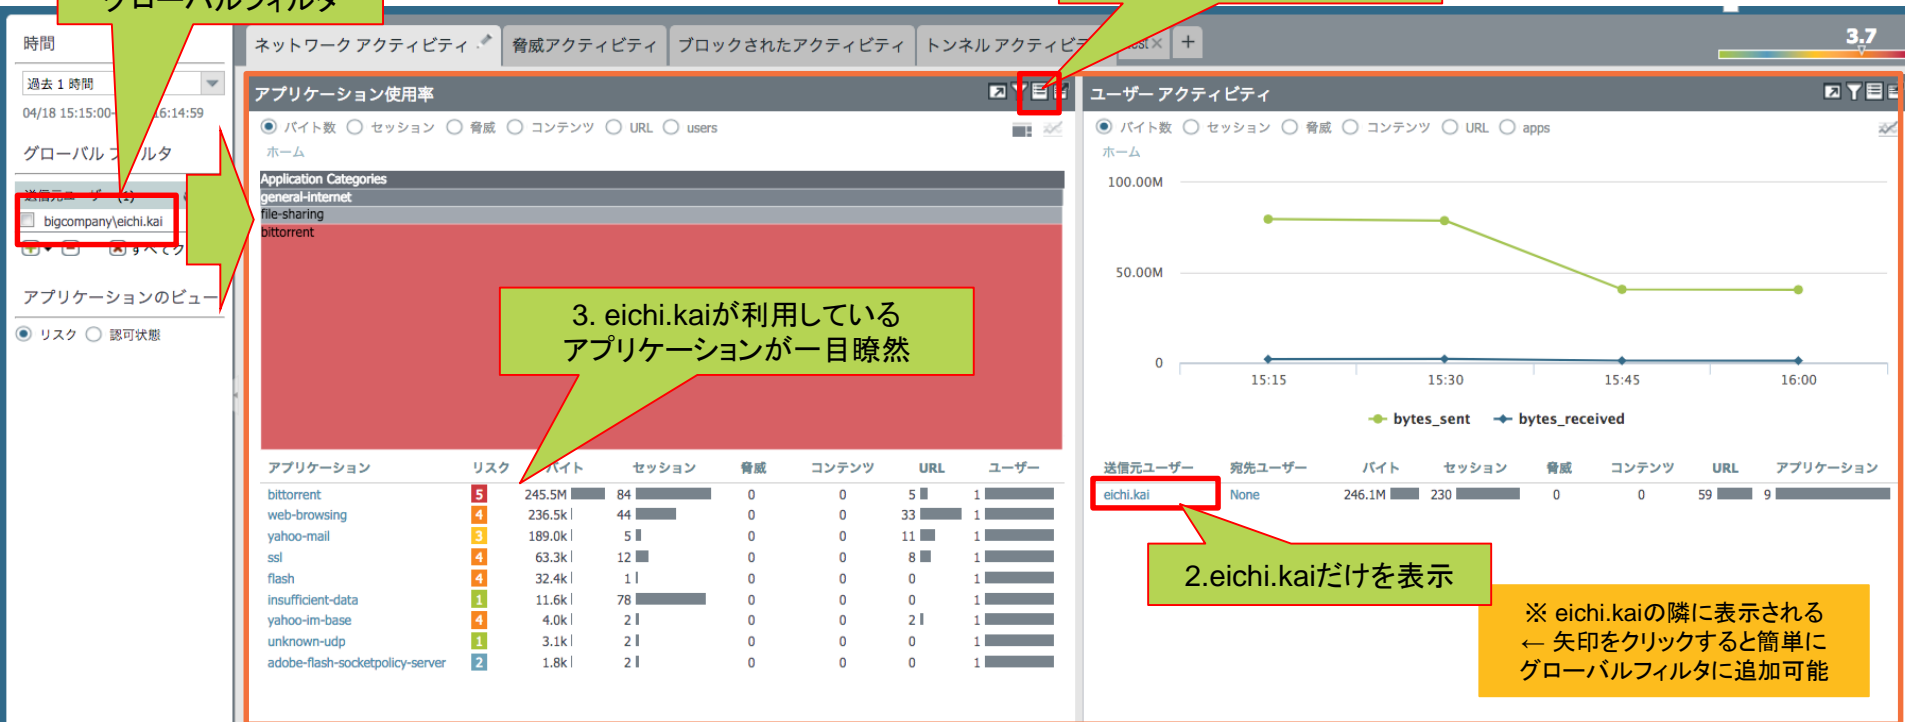 グローバルフィルタ
時間
過去 1 時間
04/18 15:15:00-
16:14:59
グローバル フィルタ
送信元ユーザー (1)
bigcompany\eichi.kai
すべてク
アプリケーションのビュー
リスク
認可状態
ネットワーク アクティビティ
脅威アクティビティ
ブロックされたアクティビティ
トンネル アクティビテ
3.7
アプリケーション使用率
バイト数 セッション 脅威 コンテンツ URL users
ホーム
Application Categories
general-internet
file-sharing
bittorrent
3. eichi.kaiが利用している
アプリケーションが一目瞭然
アプリケーション リスク バイト セッション 脅威 コンテンツ URL ユーザー
bittorrent 5 245.5M 84 0 0 5 1
web-browsing 4 236.5k 44 0 0 33 1
yahoo-mail 3 189.0k 5 0 0 11 1
ssl 4 63.3k 12 0 0 8 1
flash 4 32.4k 1 0 0 0 1
insufficient-data 1 11.6k 78 0 0 0 1
yahoo-im-base 4 4.0k 2 0 0 2 1
unknown-udp 1 3.1k 2 0 0 0 1
adobe-flash-socketpolicy-server 2 1.8k 2 0 0 0 1
ユーザー アクティビティ
バイト数 セッション 脅威 コンテンツ URL apps
ホーム
100.00M
50.00M
0
15:15 15:30 15:45 16:00
bytes_sent bytes_received
送信元ユーザー 宛先ユーザー バイト セッション 脅威 コンテンツ URL アプリケーション
eichi.kai None 246.1M 230 0 0 59 9
2.eichi.kaiだけを表示
※ eichi.kaiの隣に表示される
← 矢印をクリックすると簡単に
グローバルフィルタに追加可能